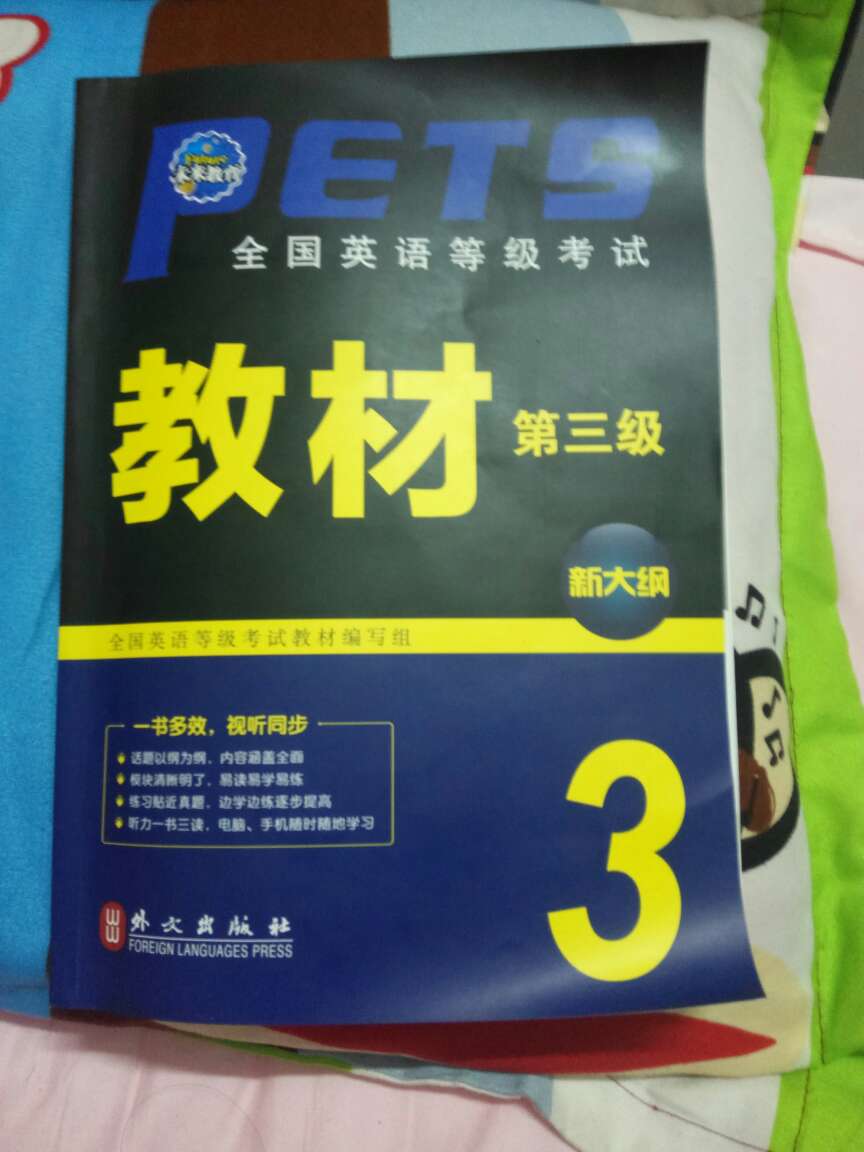 PETS
Future
未来教育
全国英语等级考试
教材 第三级
新大纲
全国英语等级考试教材编写组
一书多效，视听同步
话题以纲为纲，内容涵盖全面
模块清晰明了，易读易学易练
练习贴近真题，边学边练逐步提高
听力一书三读，电脑、手机随时随地学习
3
外文出版社
FOREIGN LANGUAGES PRESS